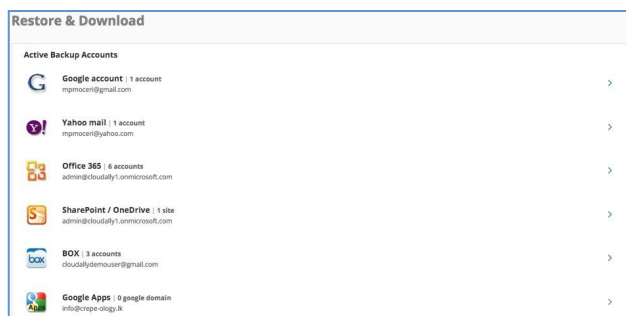 Restore & Download
Active Backup Accounts
G
Google account | 1 account
mpmoceri@gmail.com
Y!
Yahoo mail | 1 account
mpmoceri@yahoo.com
Office 365 | 6 accounts
admin@cloudally1.onmicrosoft.com
S
SharePoint / OneDrive | 1 site
admin@cloudally1.onmicrosoft.com
box
BOX | 3 accounts
cloudallydemouser@gmail.com
Apps
Google Apps | 0 google domain
info@crepe-ology.lk